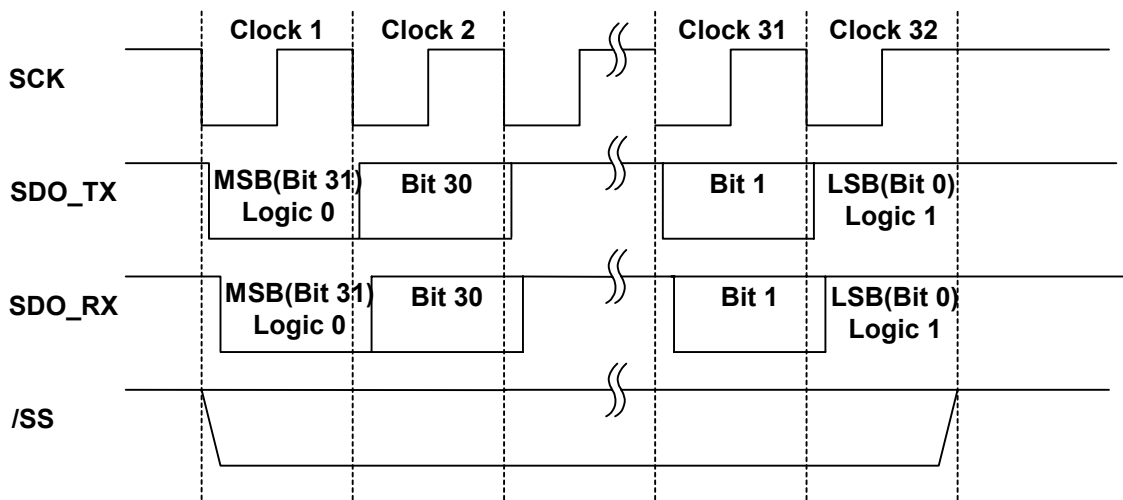 Clock 1 Clock 2 Clock 31 Clock 32
SCK
SDO_TX
MSB(Bit 31) Bit 30 Bit 1 LSB(Bit 0)
Logic 0 Logic 1
SDO_RX
MSB(Bit 31) Bit 30 Bit 1 LSB(Bit 0)
Logic 0 Logic 1
/SS